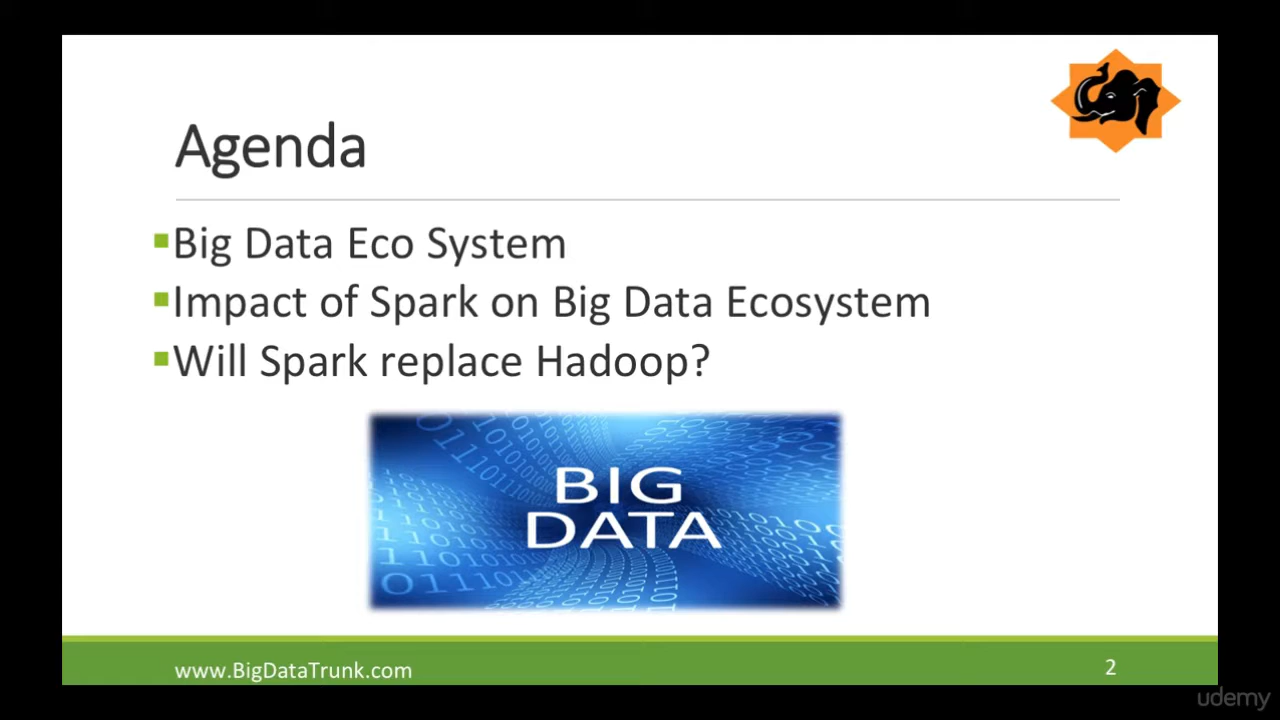 Agenda
▪Big Data Eco System
▪Impact of Spark on Big Data Ecosystem
▪Will Spark replace Hadoop?
BIG
DATA
www.BigDataTrunk.com
2
udemy